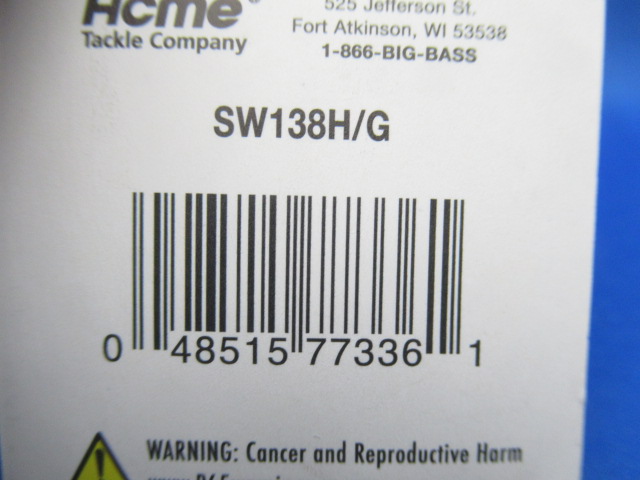 Acme®
Tackle Company
525 Jefferson St.
Fort Atkinson, WI 53538
1-866-BIG-BASS
SW138H/G
0 48515 77336 1
WARNING: Cancer and Reproductive Harm